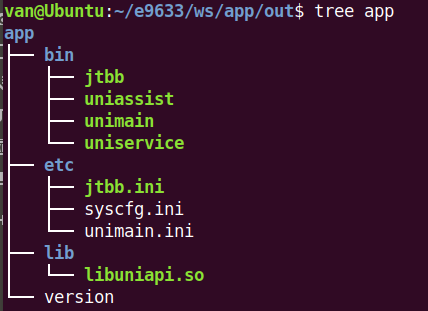 van@Ubuntu:~/e9633/ws/app/out$ tree app
app
├── bin
│   ├── jtbb
│   ├── uniassist
│   ├── unimain
│   └── uniservice
├── etc
│   ├── jtbb.ini
│   ├── syscfg.ini
│   └── unimain.ini
├── lib
│   └── libuniapi.so
└── version